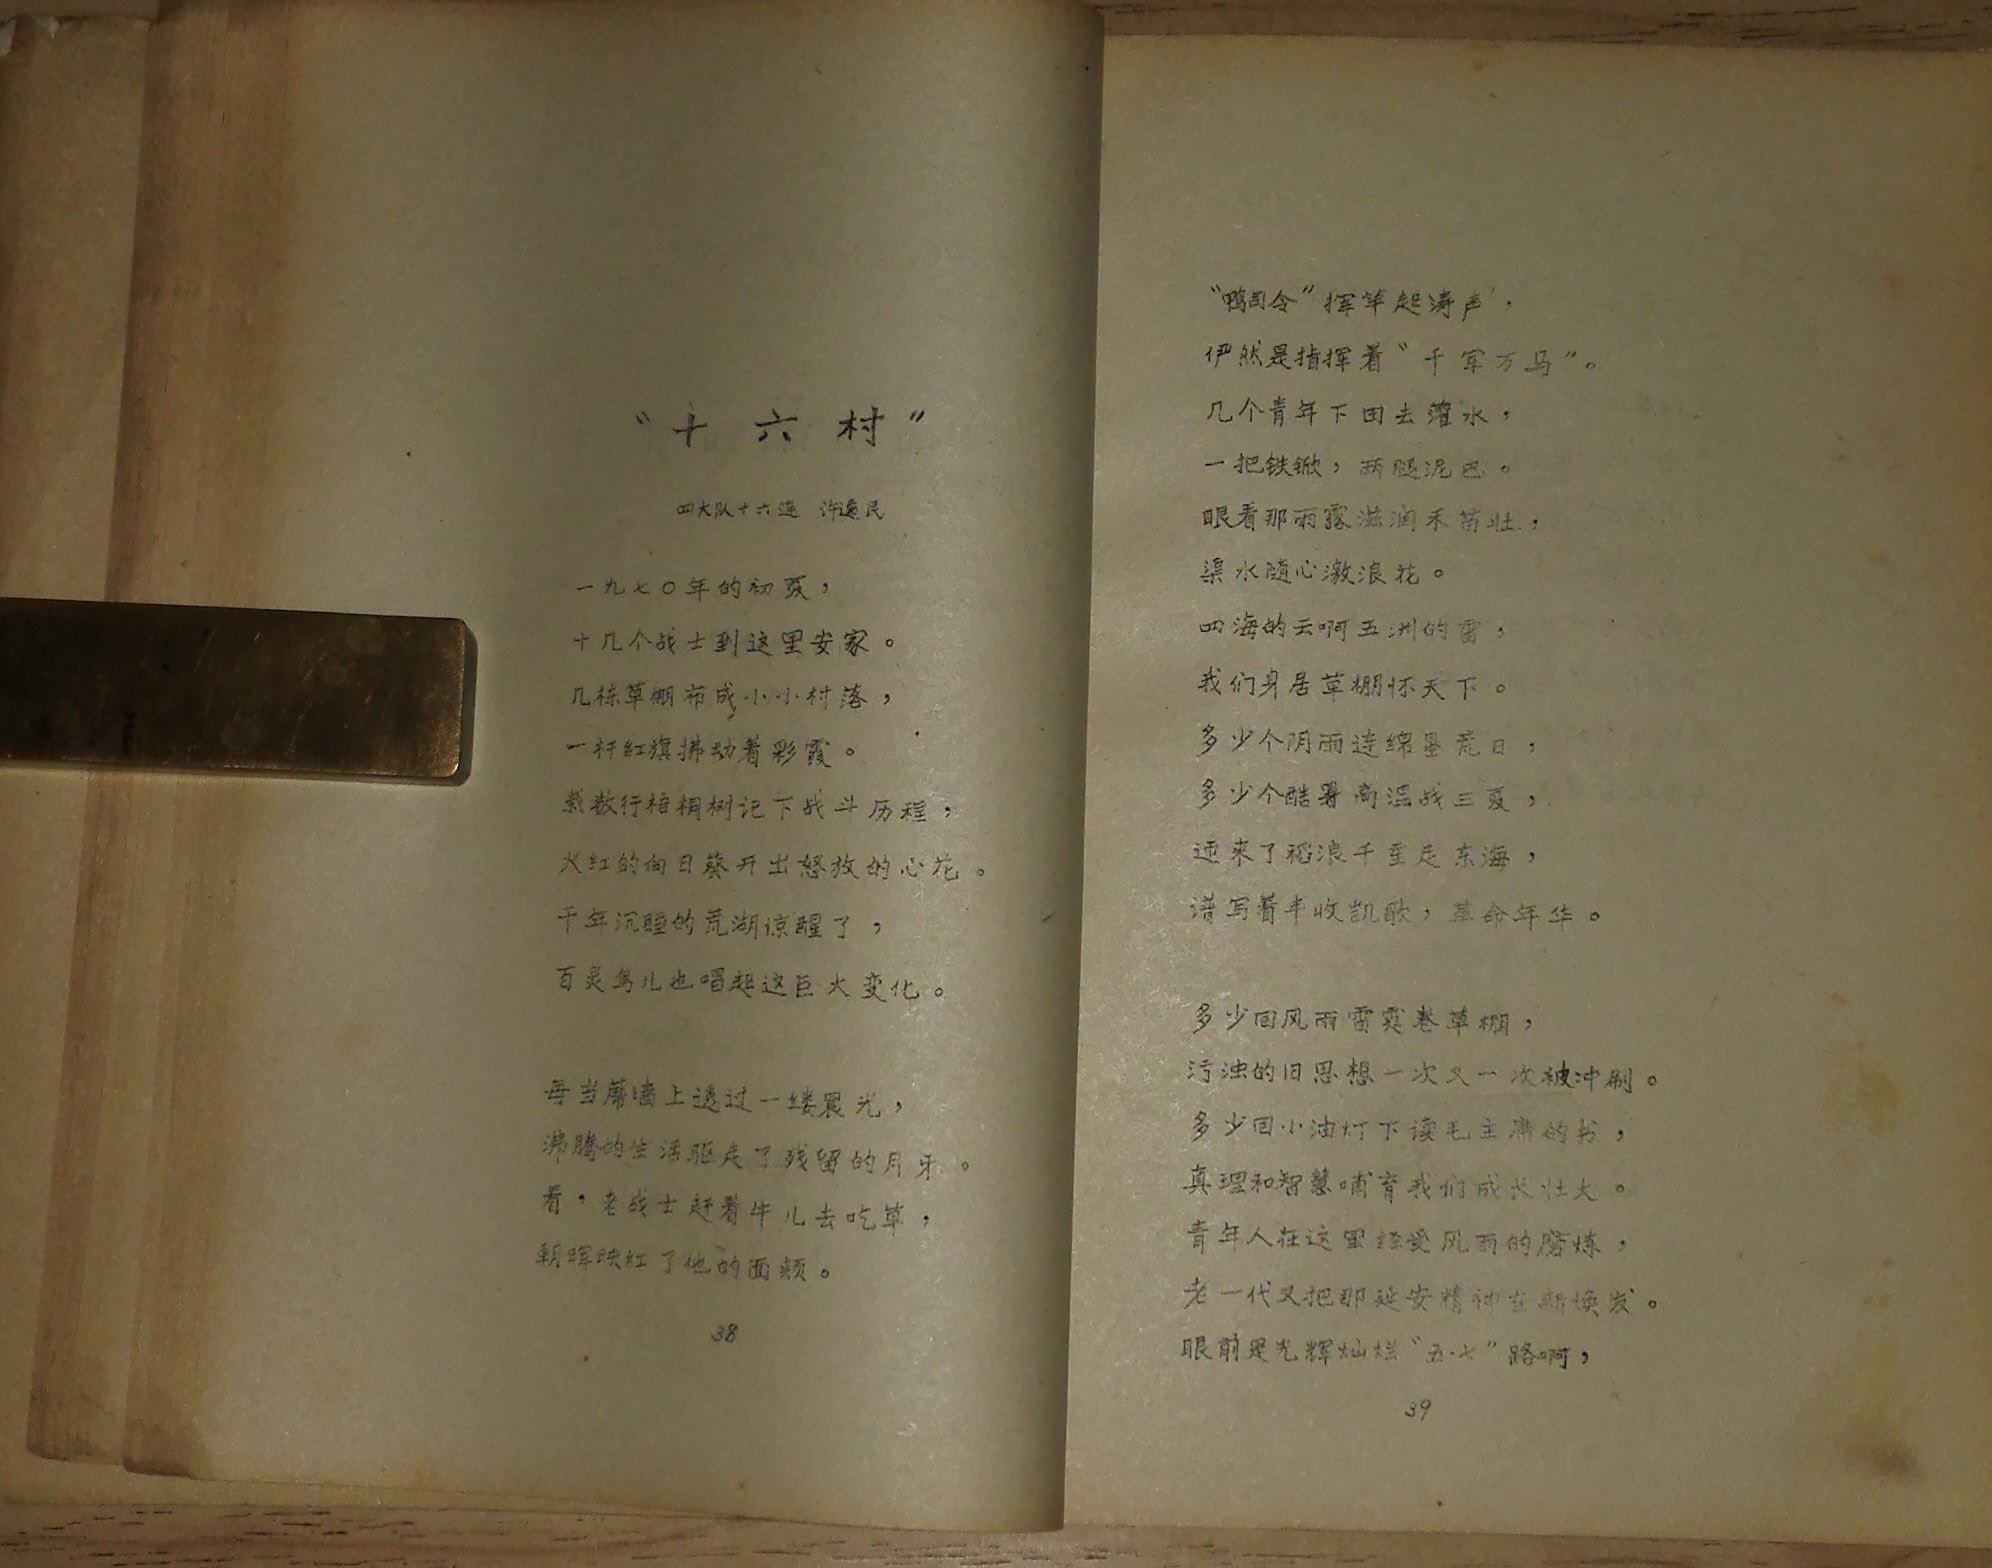 “十六村”
四大队十六连 许逸民
一九七〇年的初夏，
十几个战士到这里安家。
几栋草棚布成小小村落，
一杆红旗拂动着彩霞。
栽数行梧桐树记下战斗历程，
火红的向日葵开出怒放的心花。
千年沉睡的荒湖惊醒了，
百灵鸟儿也唱起这巨大变化。
每当蓆墙上透过一缕晨光，
沸腾的生活驱走了残留的月牙。
看，老战士赶着牛儿去吃草，
朝晖映红了他的面颊。
38
“鸭司令”挥竿起涛声，
俨然是指挥着“千军万马”。
几个青年下田去灌水，
一把铁锨，两腿泥巴。
眼看那雨露滋润禾苗壮，
渠水随心激浪花。
四海的云啊五洲的雷，
我们身居草棚怀天下。
多少个阴雨连绵垦荒日，
多少个酷暑高温战三夏，
迎来了稻浪千重走东海，
谱写着丰收凯歌，革命年华。
多少回风雨雷霆卷草棚，
污浊的旧思想一次又一次被冲刷。
多少回小油灯下读毛主席的书，
真理和智慧哺育我们成长壮大。
青年人在这里经受风雨的磨炼，
老一代又把那延安精神重新焕发。
眼前是光辉灿烂“五·七”路啊，
39